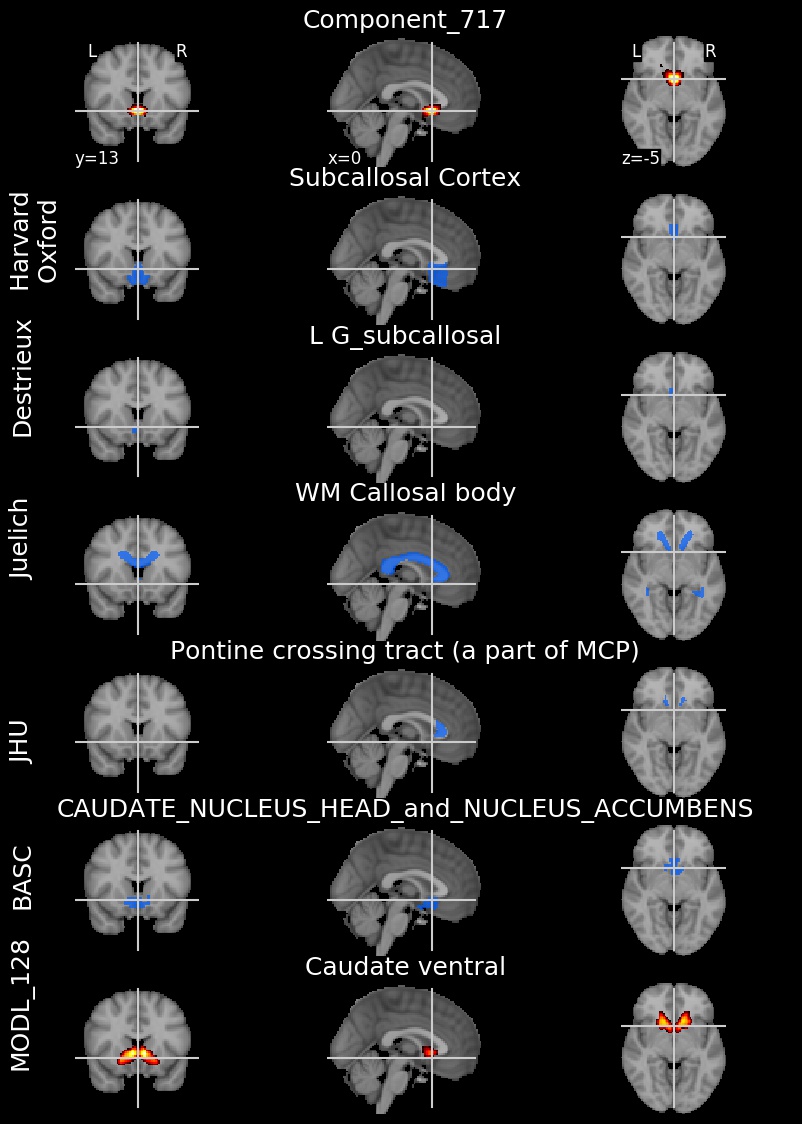 Component_717
L R L R
y=13 x=0 z=-5
Subcallosal Cortex
Harvard
Oxford
L G_subcallosal
Destrieux
WM Callosal body
Juelich
Pontine crossing tract (a part of MCP)
JHU
CAUDATE_NUCLEUS_HEAD_and_NUCLEUS_ACCUMBENS
BASC
Caudate ventral
MODL_128